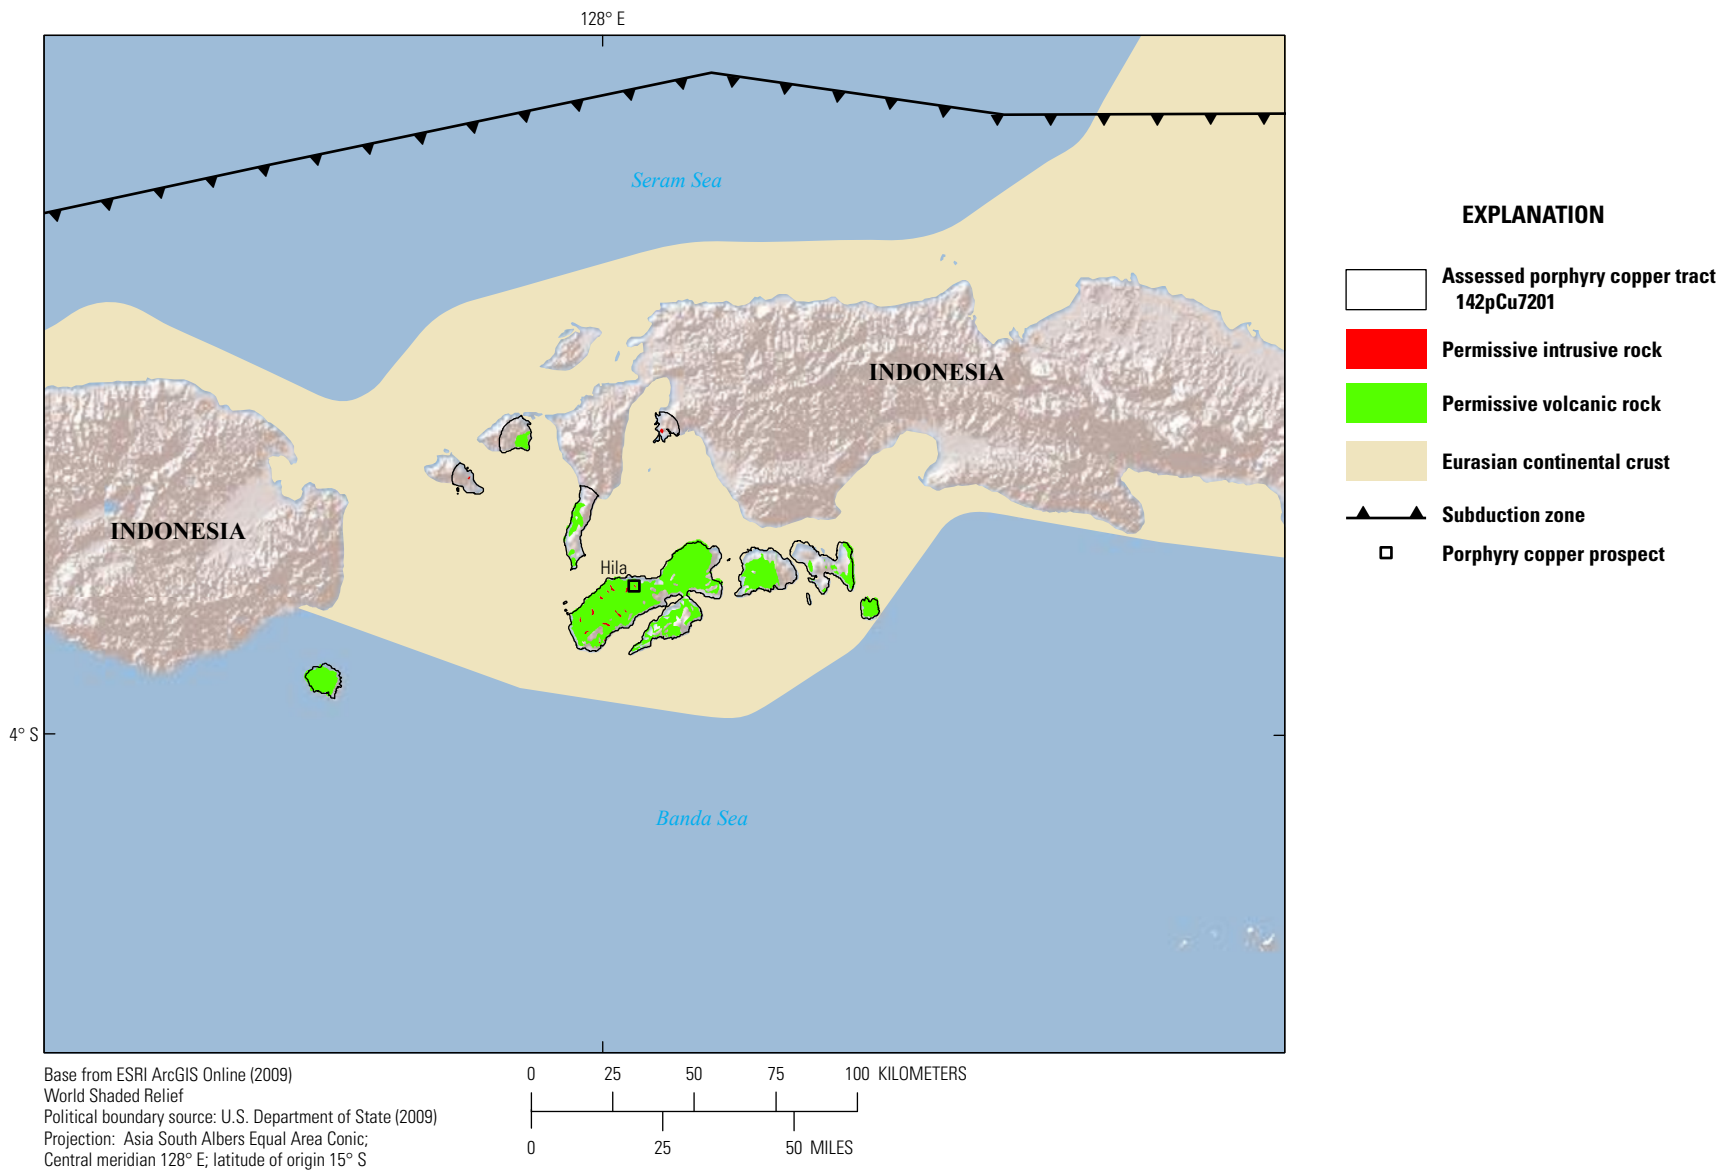 128° E
Seram Sea
INDONESIA
INDONESIA
Hila
4° S
Banda Sea
EXPLANATION
Assessed porphyry copper tract
142pCu7201
Permissive intrusive rock
Permissive volcanic rock
Eurasian continental crust
Subduction zone
Porphyry copper prospect
Base from ESRI ArcGIS Online (2009)
World Shaded Relief
Political boundary source: U.S. Department of State (2009)
Projection: Asia South Albers Equal Area Conic;
Central meridian 128° E; latitude of origin 15° S
0 25 50 75 100 KILOMETERS
0 25 50 MILES